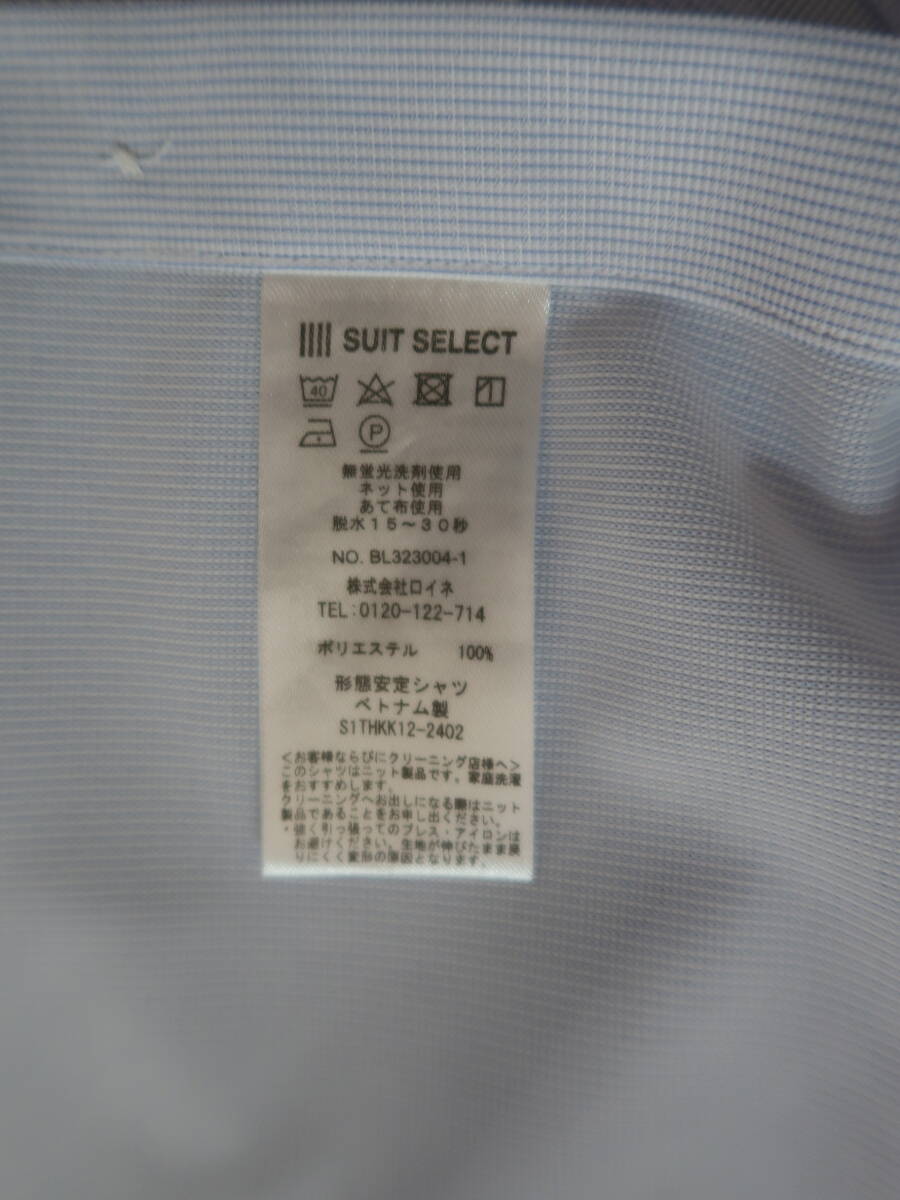 SUIT SELECT
40
P
無蛍光洗剤使用
ネット使用
あて布使用
脱水15〜30秒
NO. BL323004-1
株式会社ロイネ
TEL:0120-122-714
ポリエステル 100%
形態安定シャツ
ベトナム製
S1THKK12-2402
<お客様ならびにクリーニング店様へ>
このシャツはニット製品です。家庭洗濯
をおすすめします。
クリーニングへお出しになる際はニット
製品であることをお申し出ください。
・強く引っ張ってのプレス・アイロンは
お避けください。生地が伸びたまま戻
りにくく変形の原因となります。